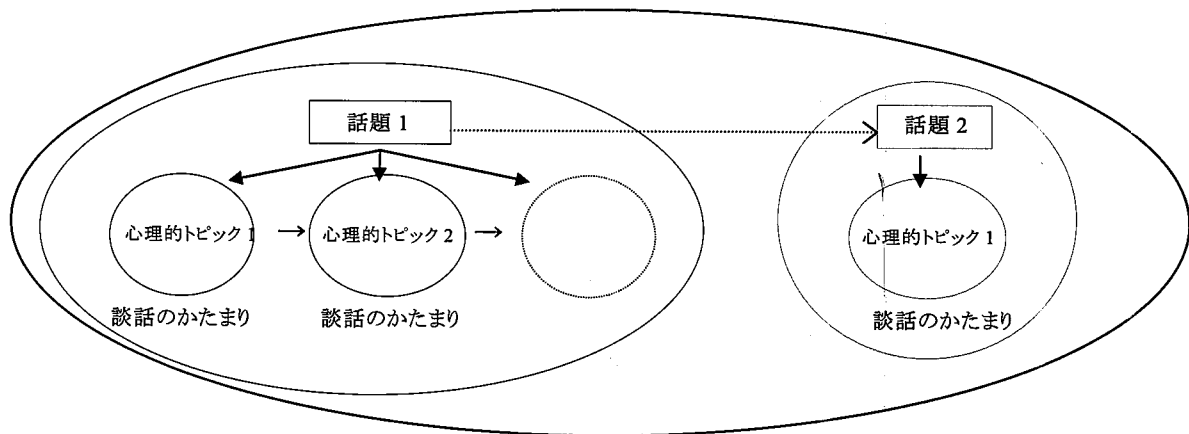 話題 1
話題 2
心理的トピック 1
心理的トピック 2
心理的トピック 1
談話のかたまり
談話のかたまり
談話のかたまり